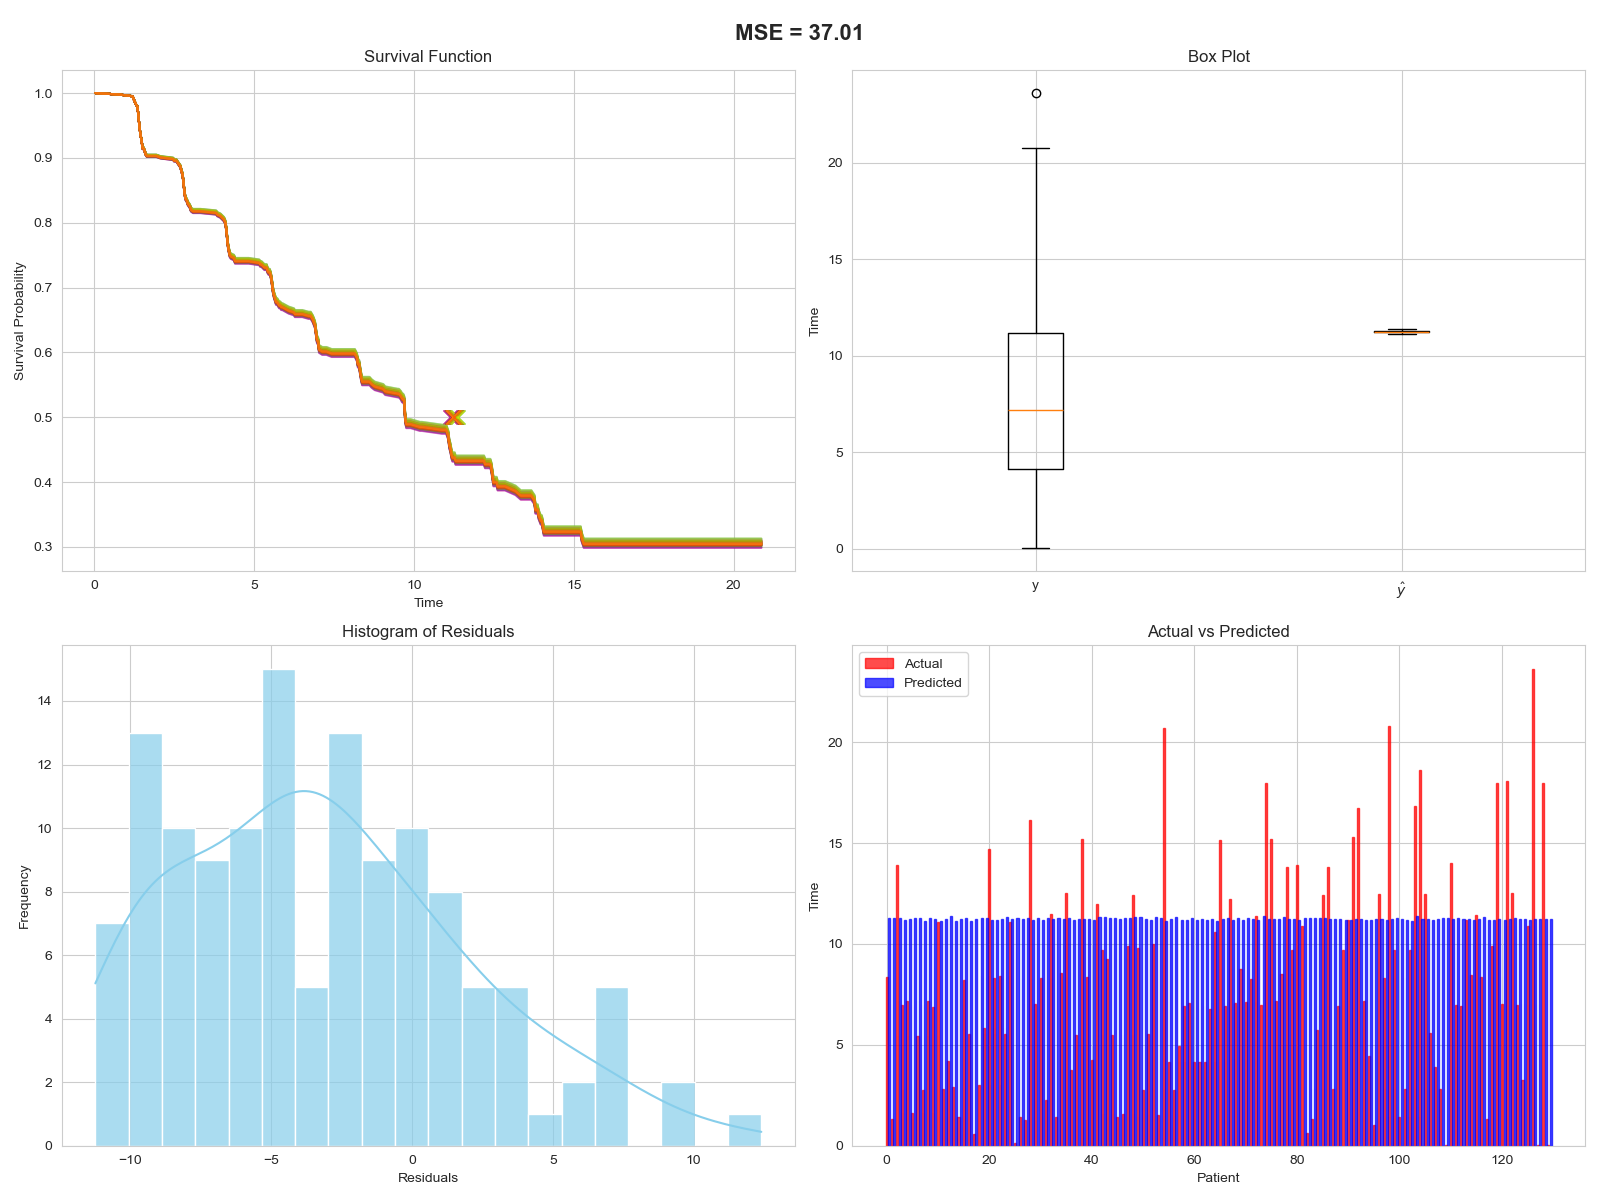 MSE = 37.01
Survival Function
Survival Probability
1.0
0.9
0.8
0.7
0.6
0.5
0.4
0.3
0
5
10
15
20
Time
Box Plot
Time
20
15
10
5
0
y
ŷ
Histogram of Residuals
Frequency
14
12
10
8
6
4
2
0
−10
−5
0
5
10
Residuals
Actual vs Predicted
Actual
Predicted
Time
20
15
10
5
0
0
20
40
60
80
100
120
Patient